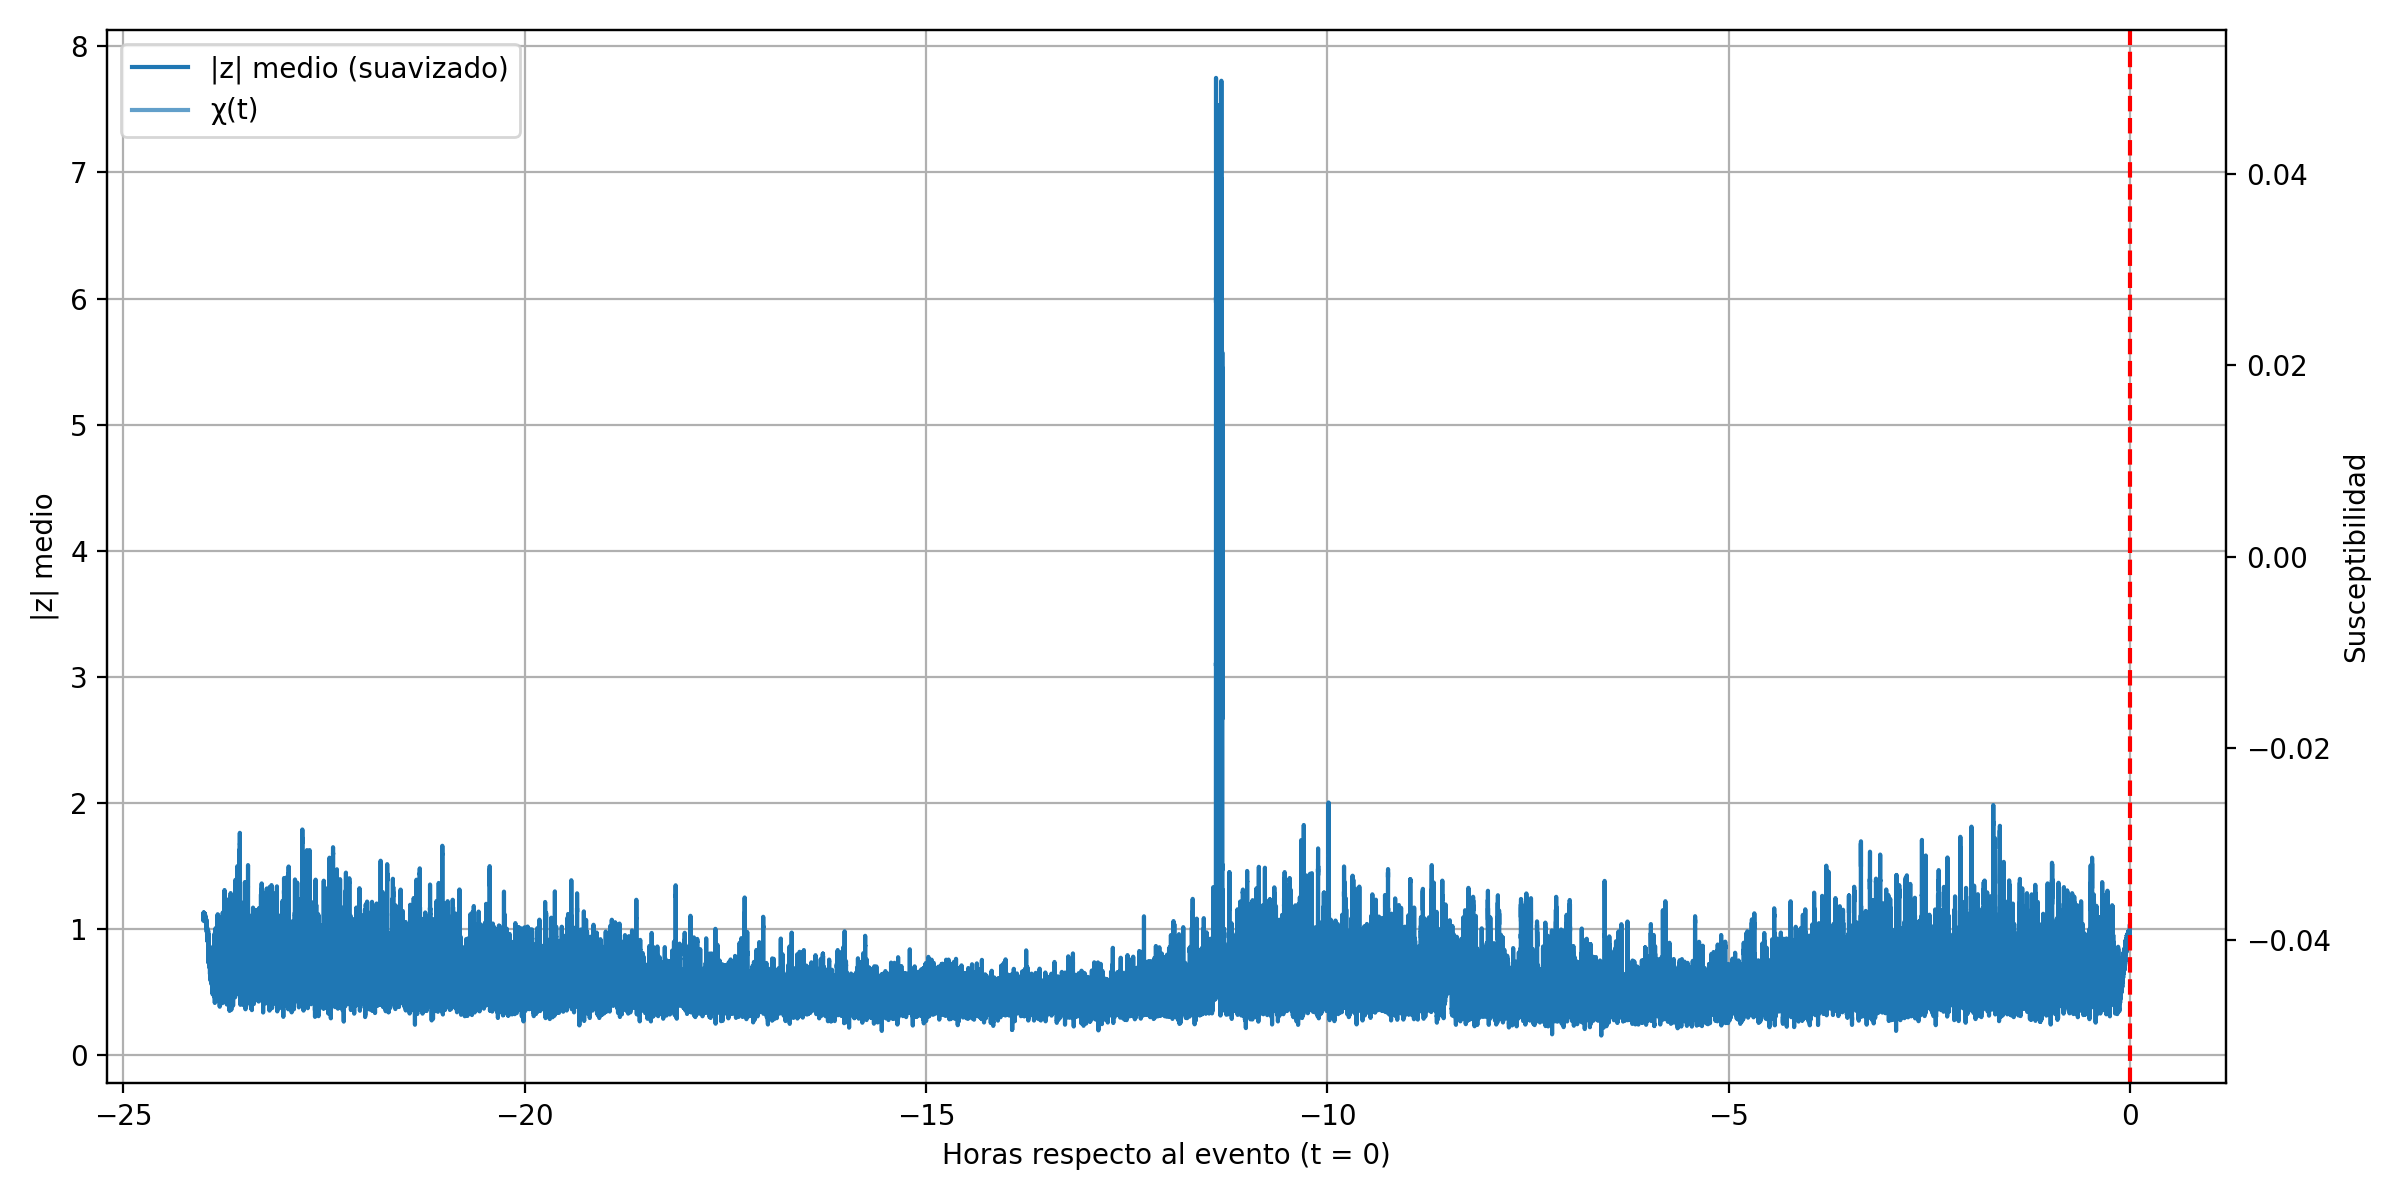 |z| medio (suavizado)
χ(t)
8
7
6
5
4
3
2
1
0
|z| medio
0.04
0.02
0.00
−0.02
−0.04
Susceptibilidad
−25 −20 −15 −10 −5 0
Horas respecto al evento (t = 0)